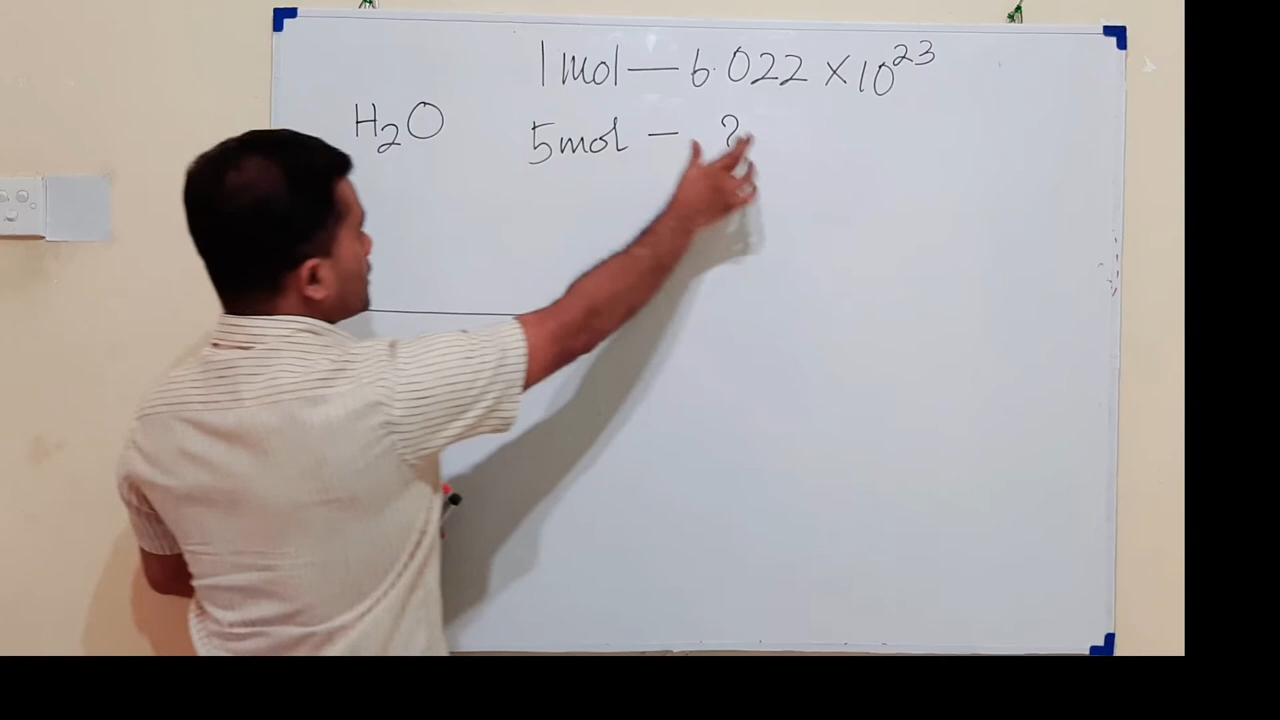 1 mol — 6.022 × 10²³
H₂O
5 mol — ?